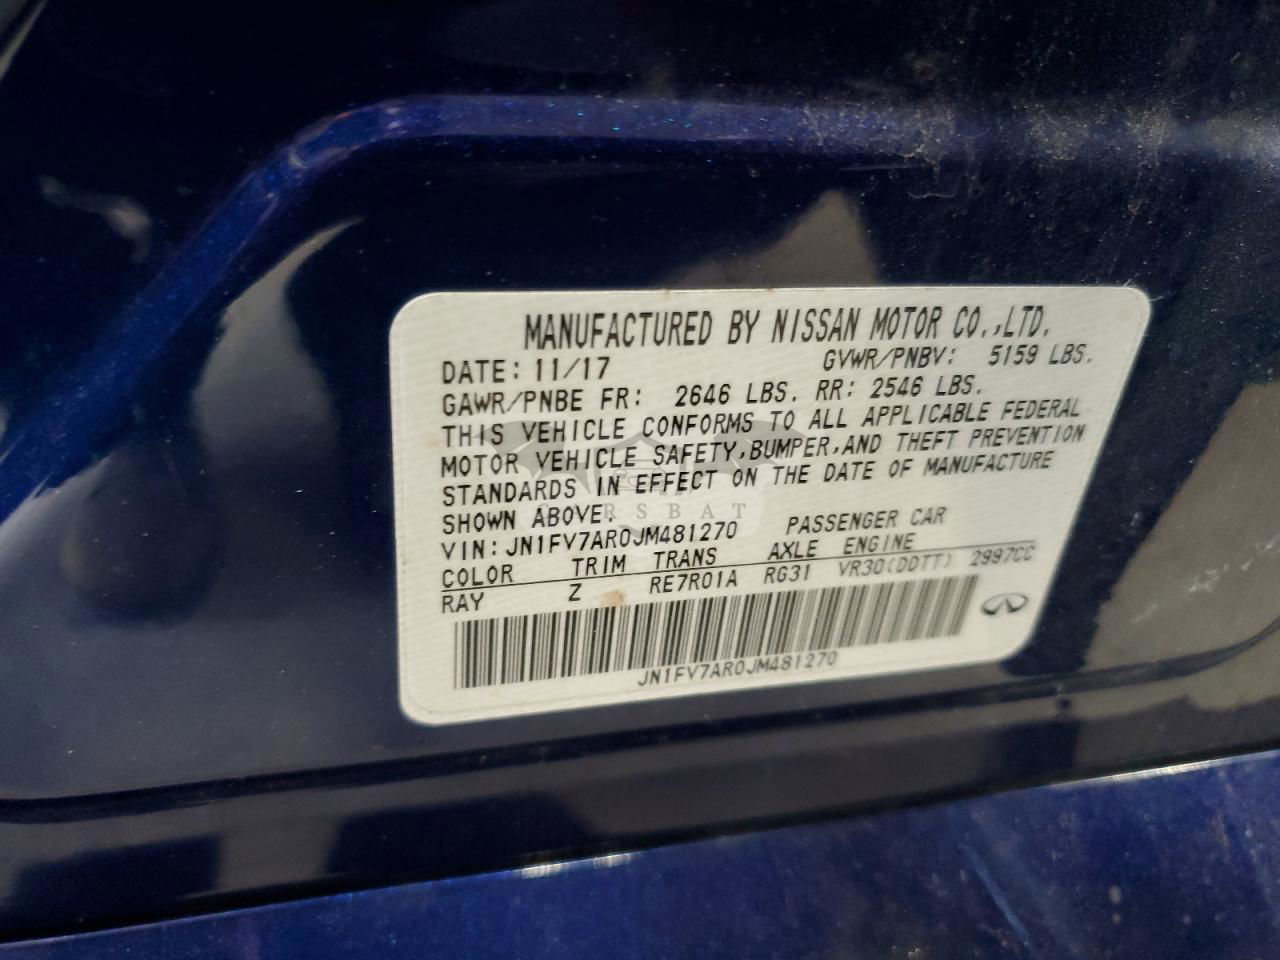 MANUFACTURED BY NISSAN MOTOR CO.,LTD.
DATE: 11/17 GVWR/PNBV: 5159 LBS.
GAWR/PNBE FR: 2646 LBS. RR: 2546 LBS.
THIS VEHICLE CONFORMS TO ALL APPLICABLE FEDERAL
MOTOR VEHICLE SAFETY,BUMPER,AND THEFT PREVENTION
STANDARDS IN EFFECT ON THE DATE OF MANUFACTURE
SHOWN ABOVE.
VIN: JN1FV7AR0JM481270 PASSENGER CAR
COLOR TRIM TRANS AXLE ENGINE
RAY Z RE7R01A RG31 VR30(DDTT) 2997CC
JN1FV7AR0JM481270